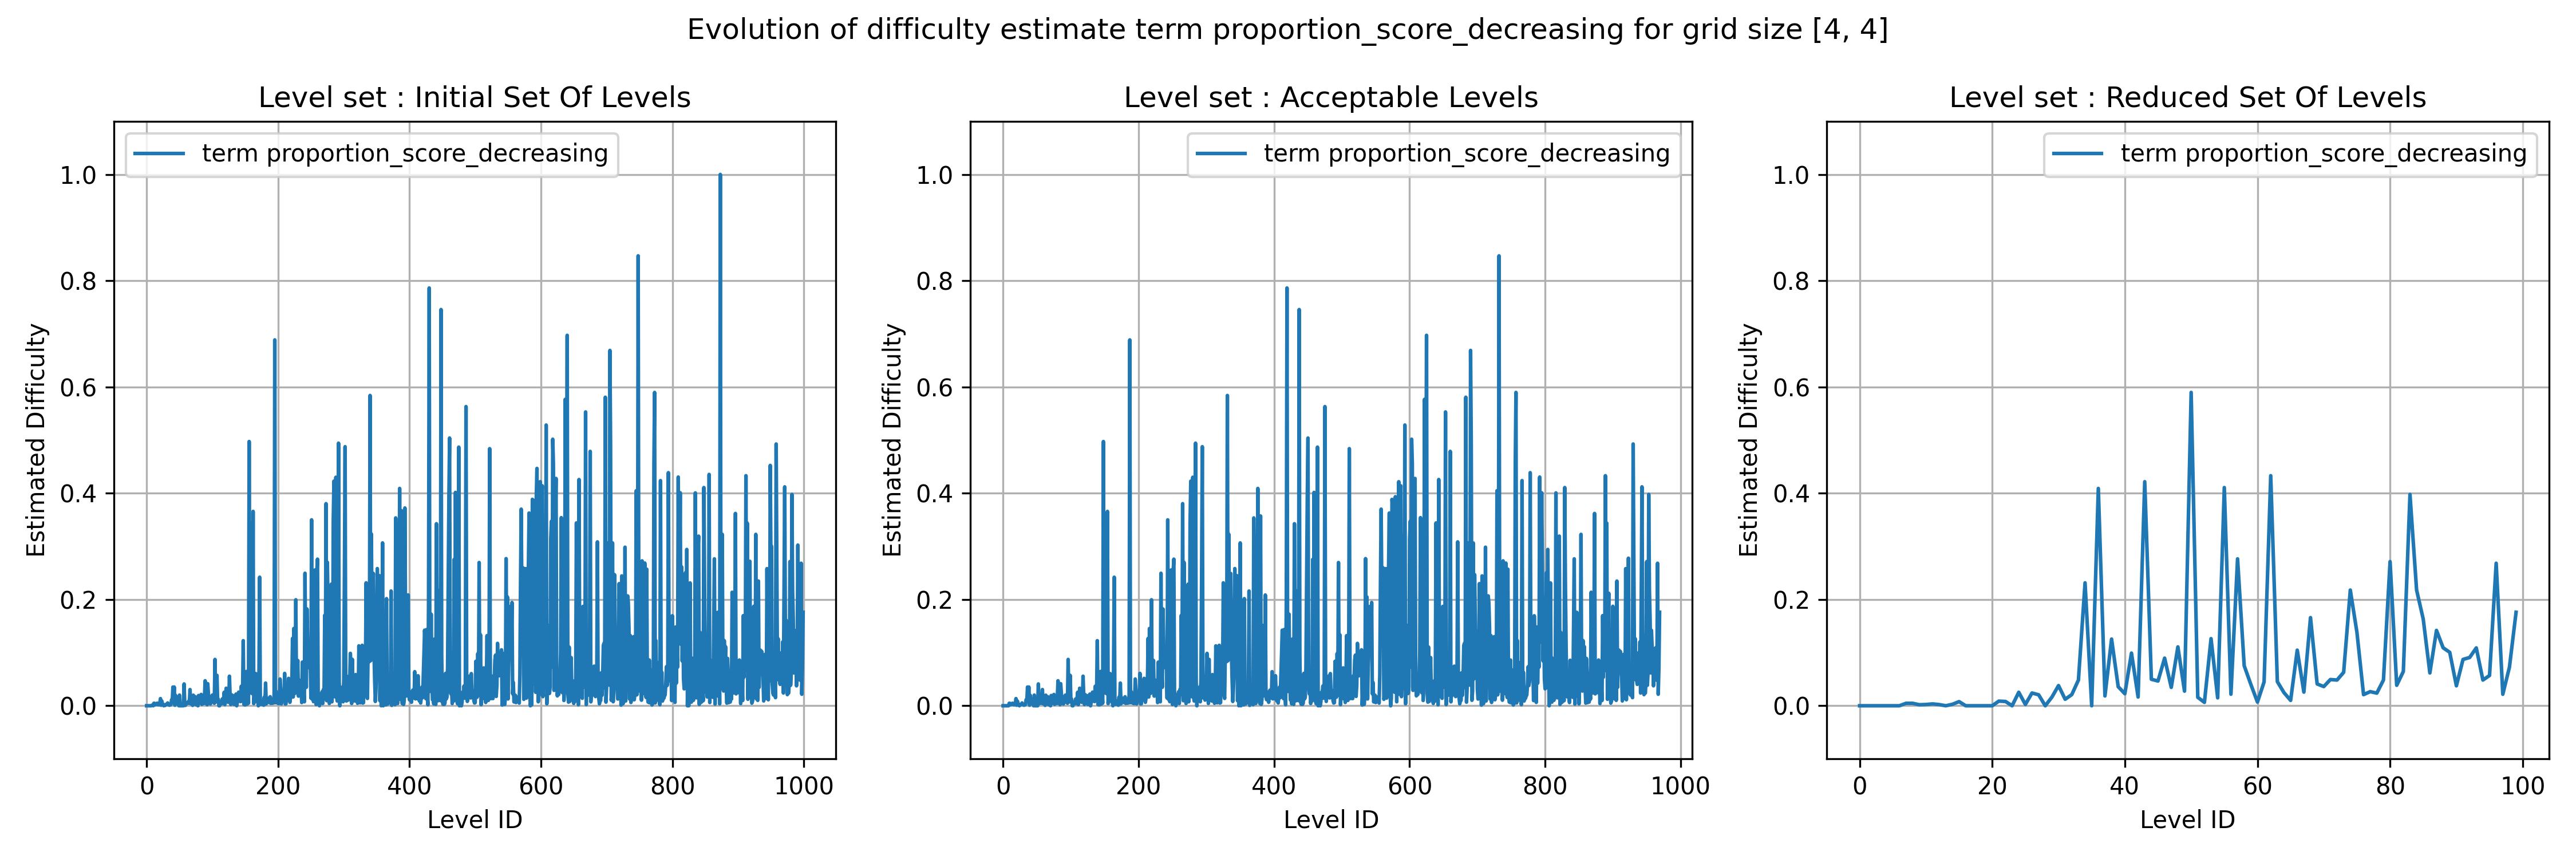 Evolution of difficulty estimate term proportion_score_decreasing for grid size [4, 4]
Level set : Initial Set Of Levels
term proportion_score_decreasing
Estimated Difficulty
1.0
0.8
0.6
0.4
0.2
0.0
0 200 400 600 800 1000
Level ID
Level set : Acceptable Levels
term proportion_score_decreasing
Estimated Difficulty
1.0
0.8
0.6
0.4
0.2
0.0
0 200 400 600 800 1000
Level ID
Level set : Reduced Set Of Levels
term proportion_score_decreasing
Estimated Difficulty
1.0
0.8
0.6
0.4
0.2
0.0
0 20 40 60 80 100
Level ID